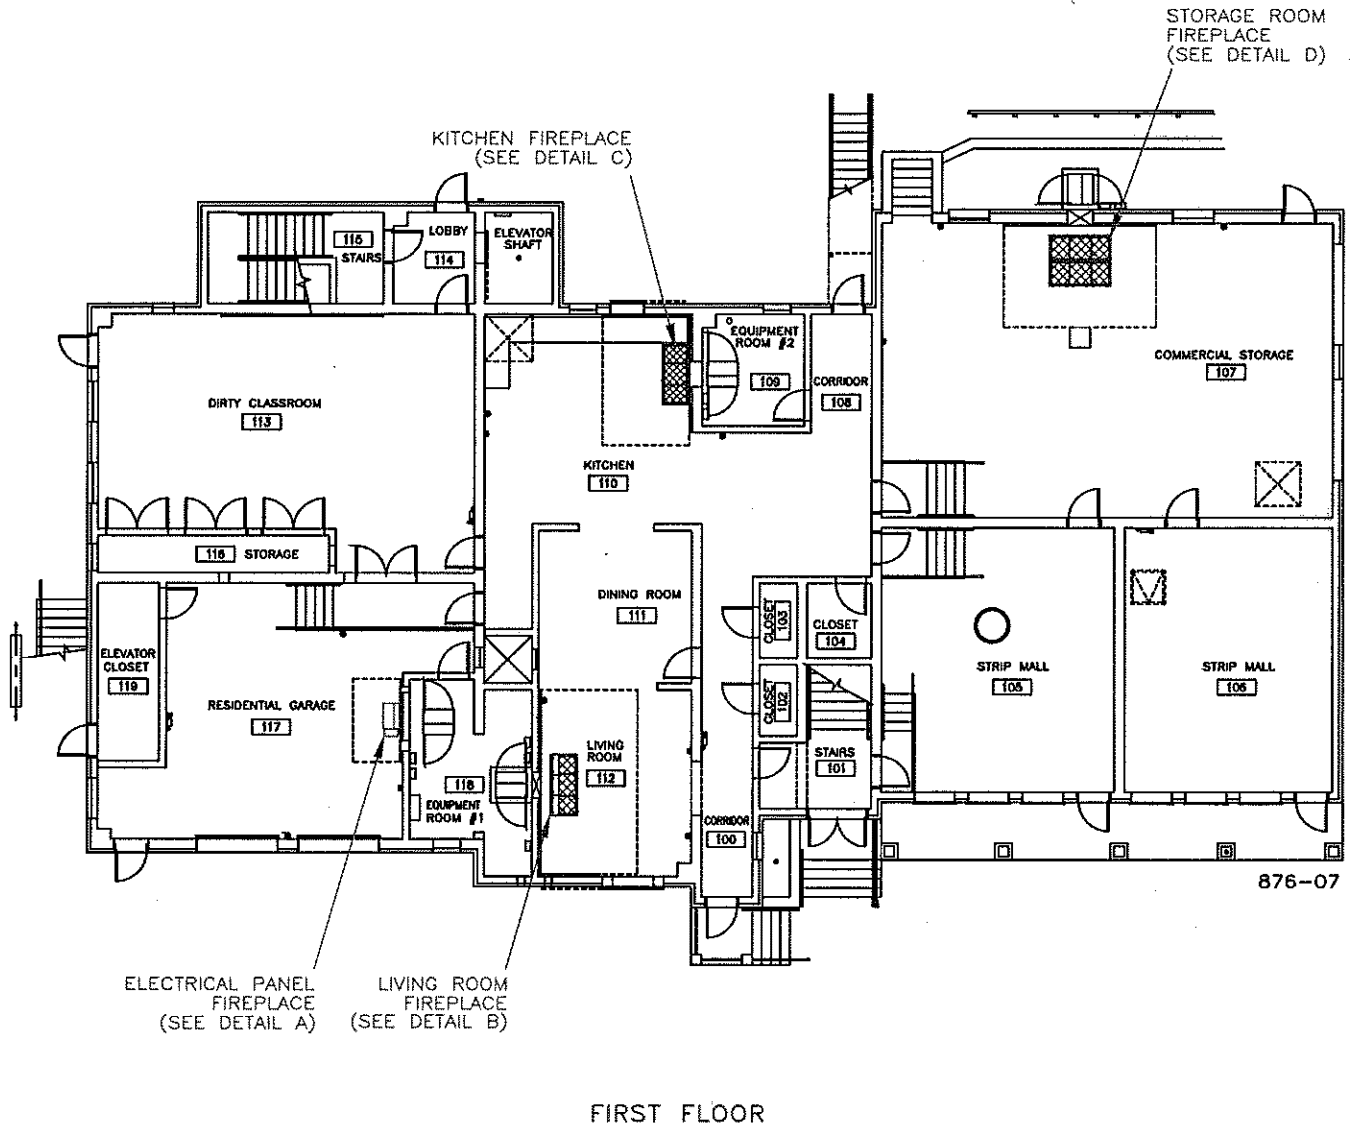 STORAGE ROOM
FIREPLACE
(SEE DETAIL D)
KITCHEN FIREPLACE
(SEE DETAIL C)
115
STAIRS
LOBBY
114
ELEVATOR
SHAFT
EQUIPMENT
ROOM #2
109
CORRIDOR
108
COMMERCIAL STORAGE
107
DIRTY CLASSROOM
113
KITCHEN
110
116 STORAGE
DINING ROOM
111
CLOSET
103
CLOSET
104
ELEVATOR
CLOSET
119
RESIDENTIAL GARAGE
117
STRIP MALL
105
STRIP MALL
106
CLOSET
102
LIVING
ROOM
112
STAIRS
101
118
EQUIPMENT
ROOM #1
CORRIDOR
100
876-07
ELECTRICAL PANEL
FIREPLACE
(SEE DETAIL A)
LIVING ROOM
FIREPLACE
(SEE DETAIL B)
FIRST FLOOR